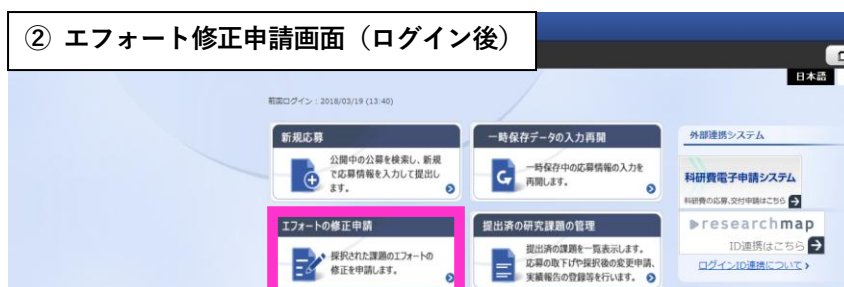 ② エフォート修正申請画面（ログイン後）
日本語
前回ログイン：2018/03/19 (13:40)
新規応募
公開中の公募を検索し、新規
で応募情報を入力して提出し
ます。
一時保存データの入力再開
一時保存中の応募情報の入力を
再開します。
エフォートの修正申請
採択された課題のエフォートの
修正を申請します。
提出済の研究課題の管理
提出済の課題を一覧表示します。
応募の取下げや採択後の変更申請、
実績報告の登録等を行います。
外部連携システム
科研費電子申請システム
科研費の応募、交付申請はこちら
researchmap
ID連携はこちら
ログインID連携について